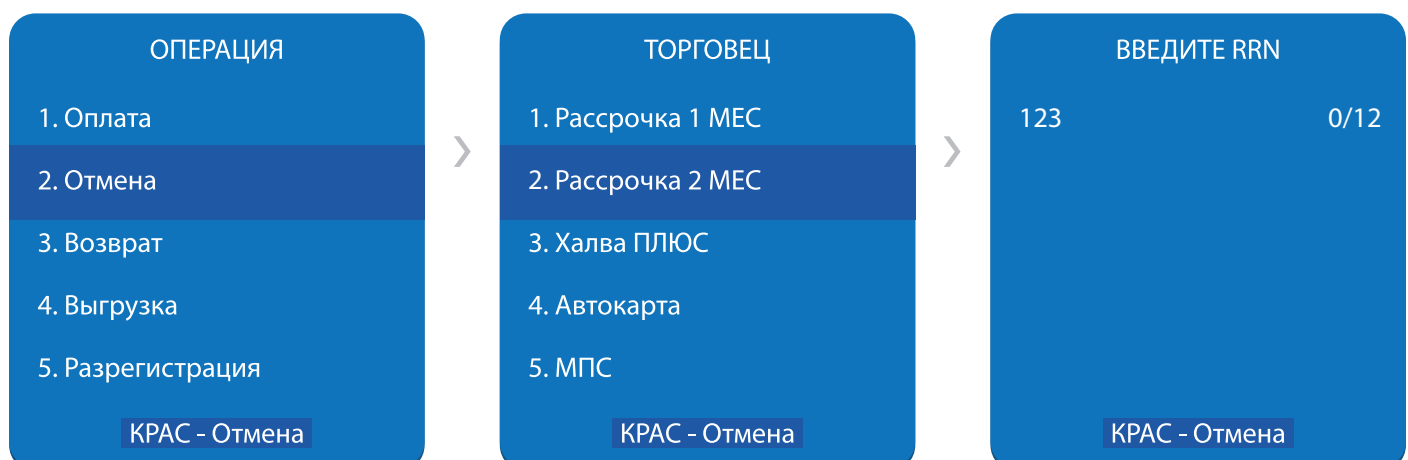 ОПЕРАЦИЯ
1. Оплата
2. Отмена
3. Возврат
4. Выгрузка
5. Разрегистрация
КРАС - Отмена
ТОРГОВЕЦ
1. Рассрочка 1 МЕС
2. Рассрочка 2 МЕС
3. Халва ПЛЮС
4. Автокарта
5. МПС
КРАС - Отмена
ВВЕДИТЕ RRN
123 0/12
КРАС - Отмена